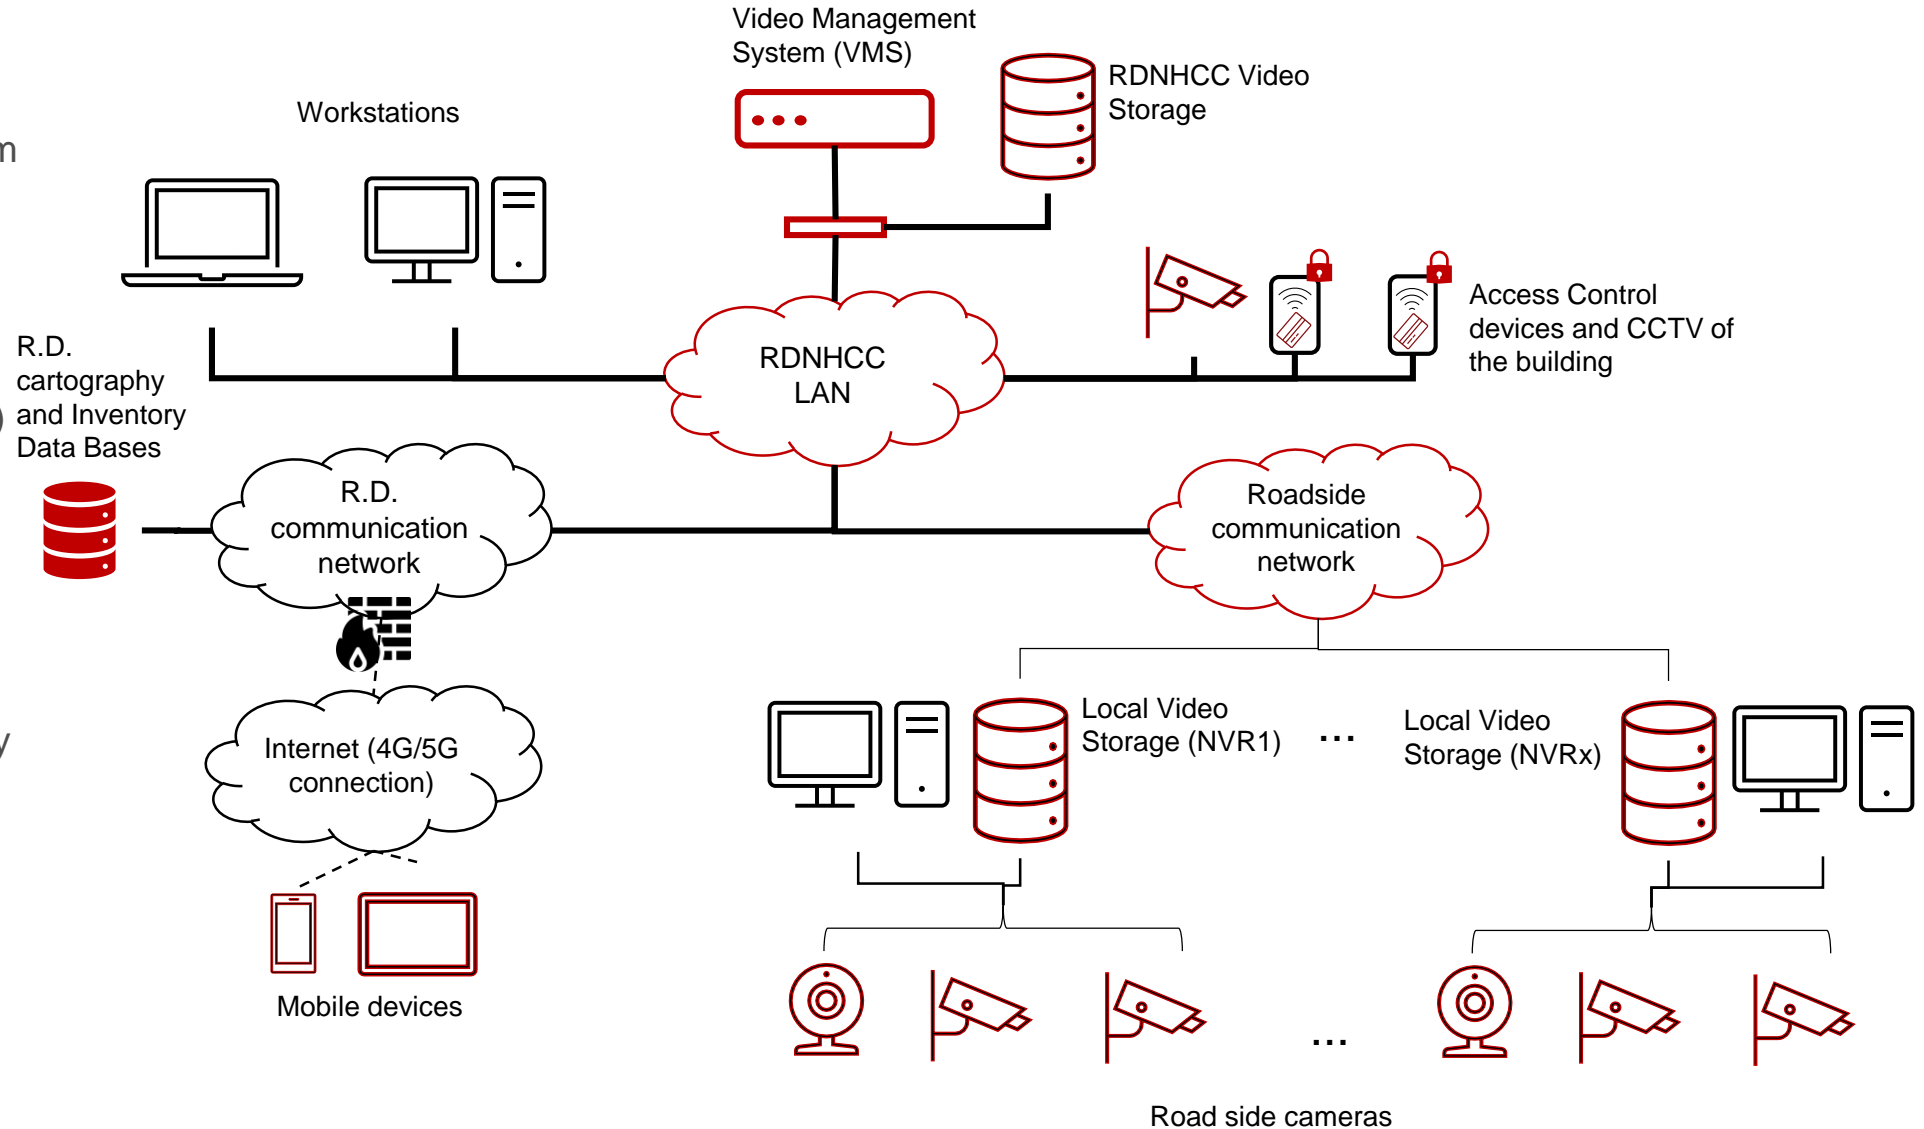 Video Management
System (VMS)
RDNHCC Video
Storage
Workstations
Access Control
devices and CCTV of
the building
R.D.
cartography
and Inventory
Data Bases
RDNHCC
LAN
R.D.
communication
network
Roadside
communication
network
Internet (4G/5G
connection)
Local Video
Storage (NVR1)
...
Local Video
Storage (NVRx)
Mobile devices
...
Road side cameras